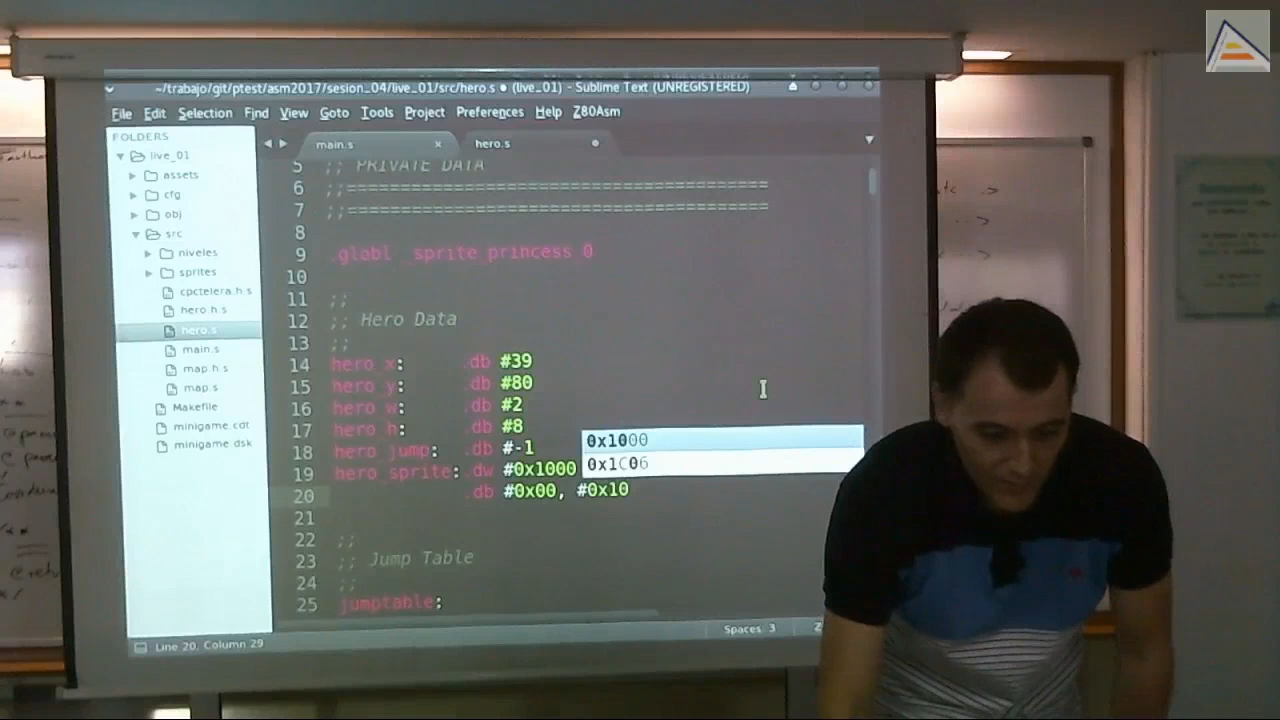 ~/trabajo/git/ptest/asm2017/sesion_04/live_01/src/hero.s • (live_01) - Sublime Text (UNREGISTERED)
File Edit Selection Find View Goto Tools Project Preferences Help Z80Asm
FOLDERS
live_01
assets
cfg
obj
src
niveles
sprites
cpctelera.h.s
hero.h.s
hero.s
main.s
map.h.s
map.s
Makefile
minigame.cdt
minigame.dsk
main.s × hero.s
5 ;; PRIVATE DATA
6 ;;====================================
7 ;;====================================
8
9 .globl _sprite_princess_0
10
11 ;;
12 ;; Hero Data
13 ;;
14 hero_x: .db #39
15 hero_y: .db #80
16 hero_w: .db #2
17 hero_h: .db #8
18 hero_jump: .db #-1
19 hero_sprite: .dw #0x1000
20 .db #0x00, #0x10
21
22 ;;
23 ;; Jump Table
24 ;;
25 jumptable:
0x1000
0x1C06
Line 20, Column 29
Spaces: 3